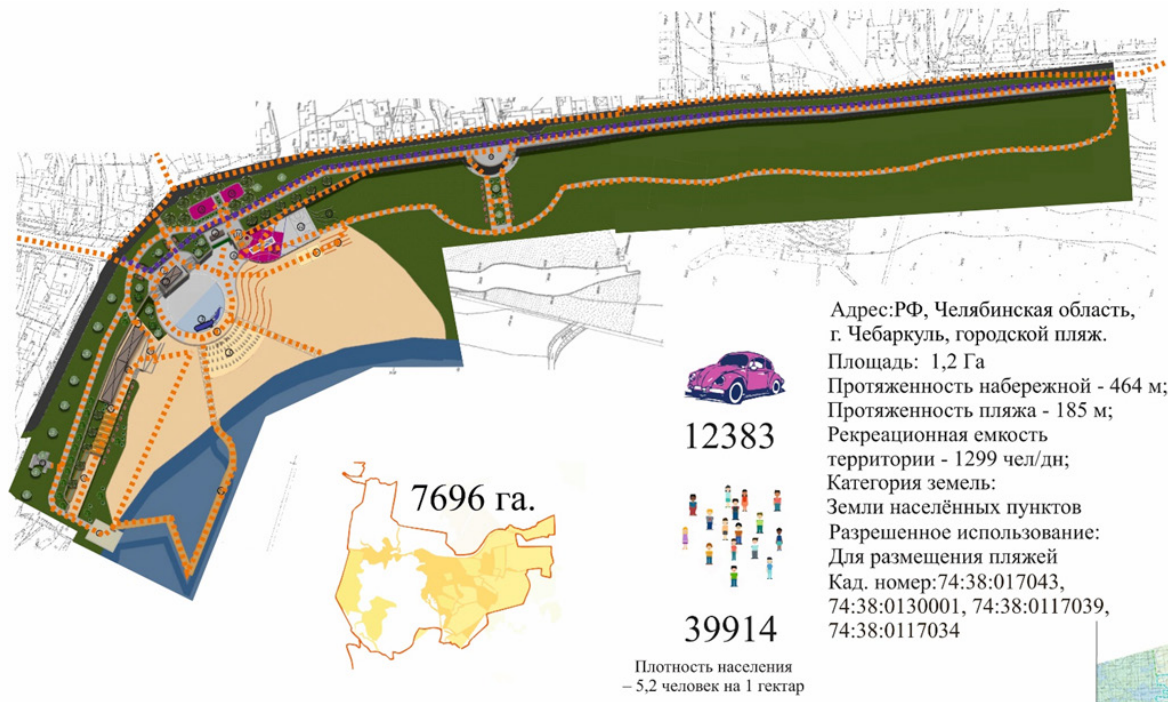 Адрес:РФ, Челябинская область,
г. Чебаркуль, городской пляж.
Площадь: 1,2 Га
Протяженность набережной - 464 м;
Протяженность пляжа - 185 м;
Рекреационная емкость
территории - 1299 чел/дн;
Категория земель:
Земли населённых пунктов
Разрешенное использование:
Для размещения пляжей
Кад. номер:74:38:017043,
74:38:0130001, 74:38:0117039,
74:38:0117034
12383
7696 га.
39914
Плотность населения
– 5,2 человек на 1 гектар